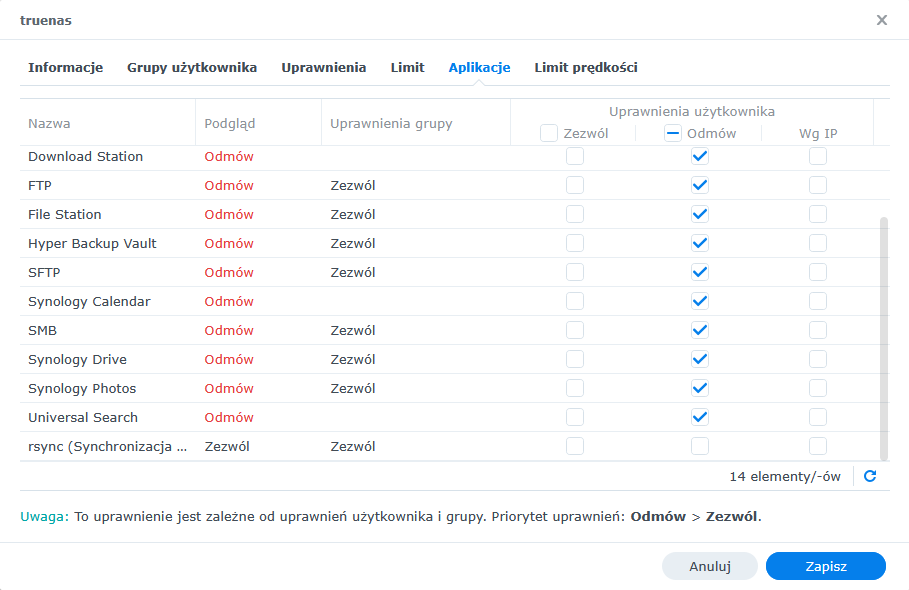 truenas
Informacje Grupy użytkownika Uprawnienia Limit Aplikacje Limit prędkości
Nazwa Podgląd Uprawnienia grupy Uprawnienia użytkownika
Zezwól Odmów Wg IP
Download Station Odmów
FTP Odmów Zezwól
File Station Odmów Zezwól
Hyper Backup Vault Odmów Zezwól
SFTP Odmów Zezwól
Synology Calendar Odmów
SMB Odmów Zezwól
Synology Drive Odmów Zezwól
Synology Photos Odmów Zezwól
Universal Search Odmów
rsync (Synchronizacja ... Zezwól Zezwól
14 elementy/-ów
Uwaga: To uprawnienie jest zależne od uprawnień użytkownika i grupy. Priorytet uprawnień: Odmów > Zezwól.
Anuluj Zapisz